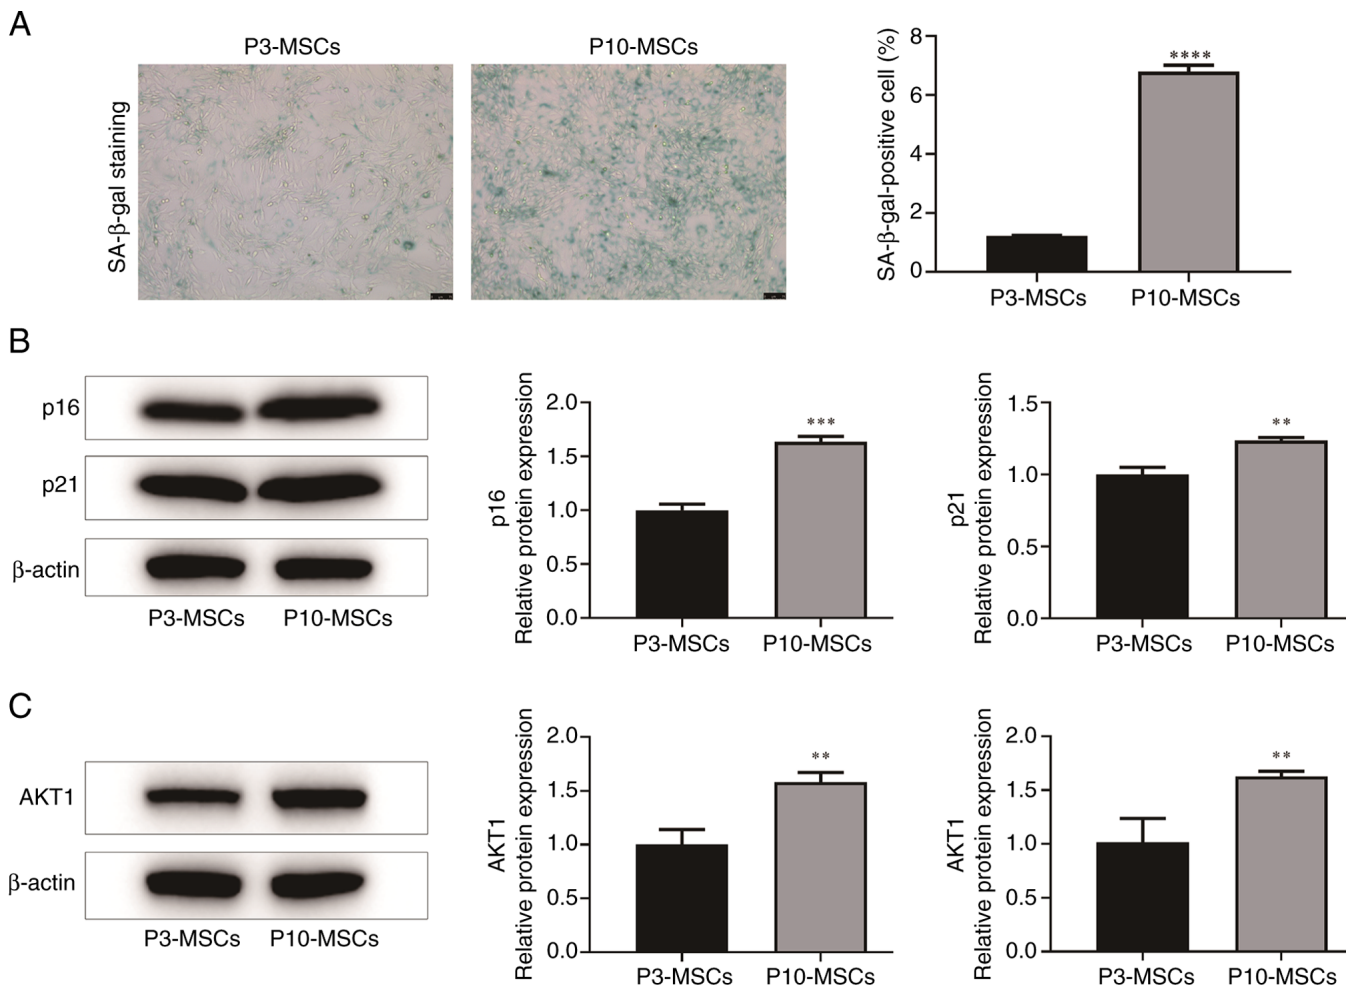 A
P3-MSCs
P10-MSCs
SA-β-gal staining
SA-β-gal-positive cell (%)
8
6
4
2
0
****
P3-MSCs
P10-MSCs
B
p16
p21
β-actin
P3-MSCs
P10-MSCs
p16
Relative protein expression
2.0
1.5
1.0
0.5
0.0
***
P3-MSCs
P10-MSCs
p21
Relative protein expression
1.5
1.0
0.5
0.0
**
P3-MSCs
P10-MSCs
C
AKT1
β-actin
P3-MSCs
P10-MSCs
AKT1
Relative protein expression
2.0
1.5
1.0
0.5
0.0
**
P3-MSCs
P10-MSCs
AKT1
Relative protein expression
2.0
1.5
1.0
0.5
0.0
**
P3-MSCs
P10-MSCs